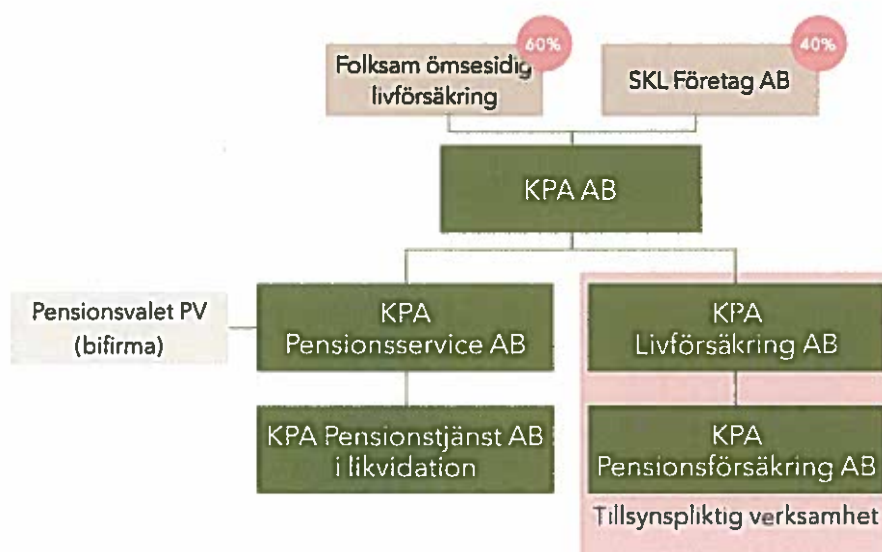 60%
Folksam ömsesidig
livförsäkring
40%
SKL Företag AB
KPA AB
Pensionsvalet PV
(bifirma)
KPA
Pensionsservice AB
KPA
Livförsäkring AB
KPA Pensionstjänst AB
i likvidation
KPA
Pensionsförsäkring AB
Tillsynspliktig verksamhet